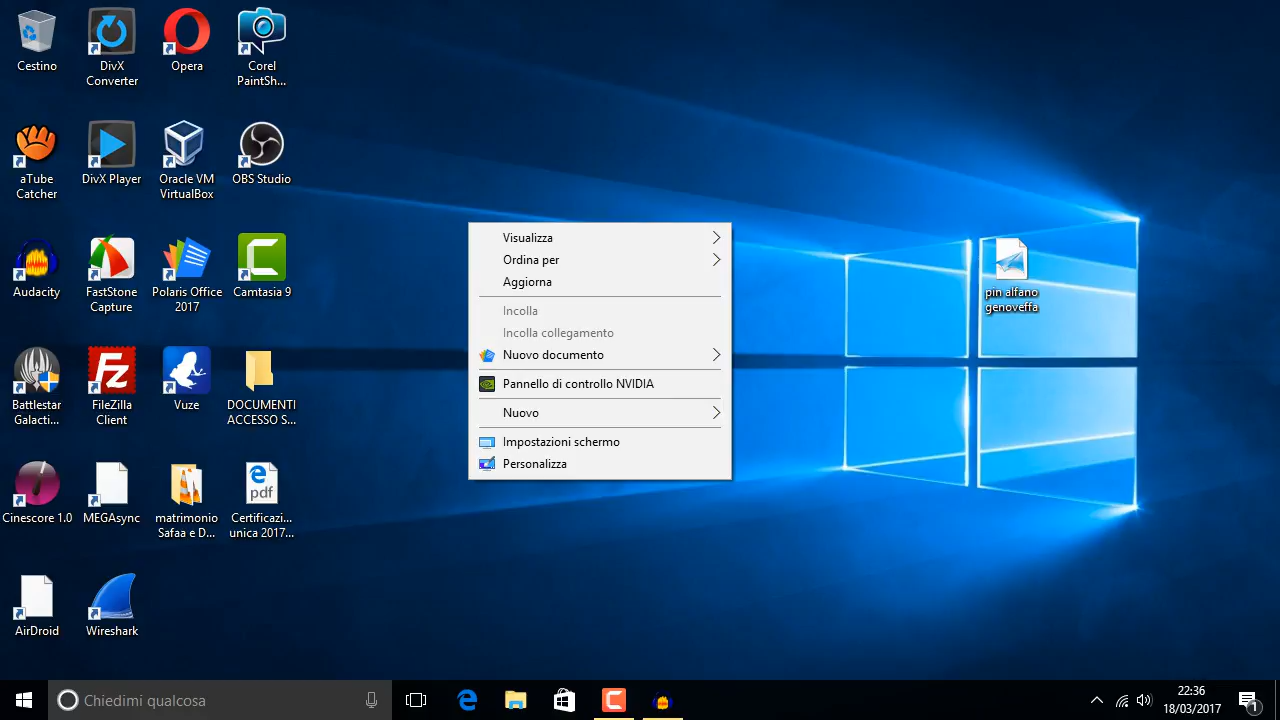 Cestino
DivX
Converter
Opera
Corel
PaintSh...
aTube
Catcher
DivX Player
Oracle VM
VirtualBox
OBS Studio
Audacity
FastStone
Capture
Polaris Office
2017
Camtasia 9
Battlestar
Galacti...
FileZilla
Client
Vuze
DOCUMENTI
ACCESSO S...
Cinescore 1.0
MEGAsync
matrimonio
Safaa e D...
pdf
Certificazi...
unica 2017...
AirDroid
Wireshark
Visualizza
Ordina per
Aggiorna
Incolla
Incolla collegamento
Nuovo documento
Pannello di controllo NVIDIA
Nuovo
Impostazioni schermo
Personalizza
pin alfano
genoveffa
Chiedimi qualcosa
22:36
18/03/2017
1